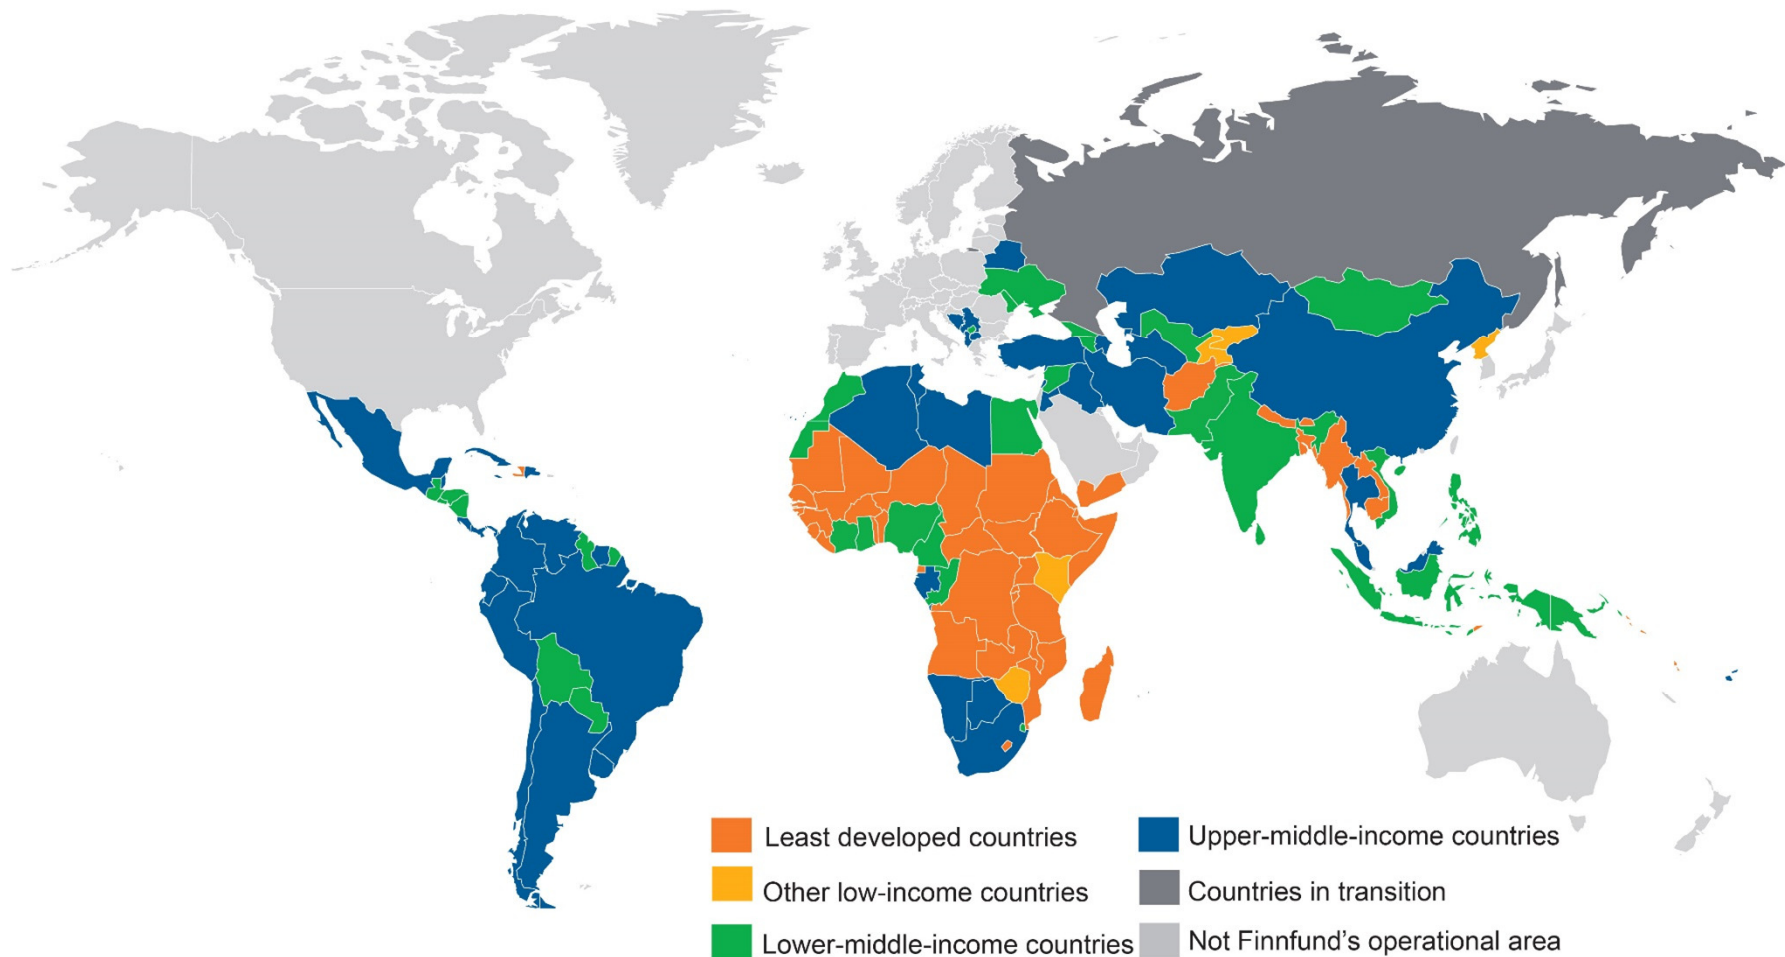 Least developed countries
Other low-income countries
Lower-middle-income countries
Upper-middle-income countries
Countries in transition
Not Finnfund's operational area